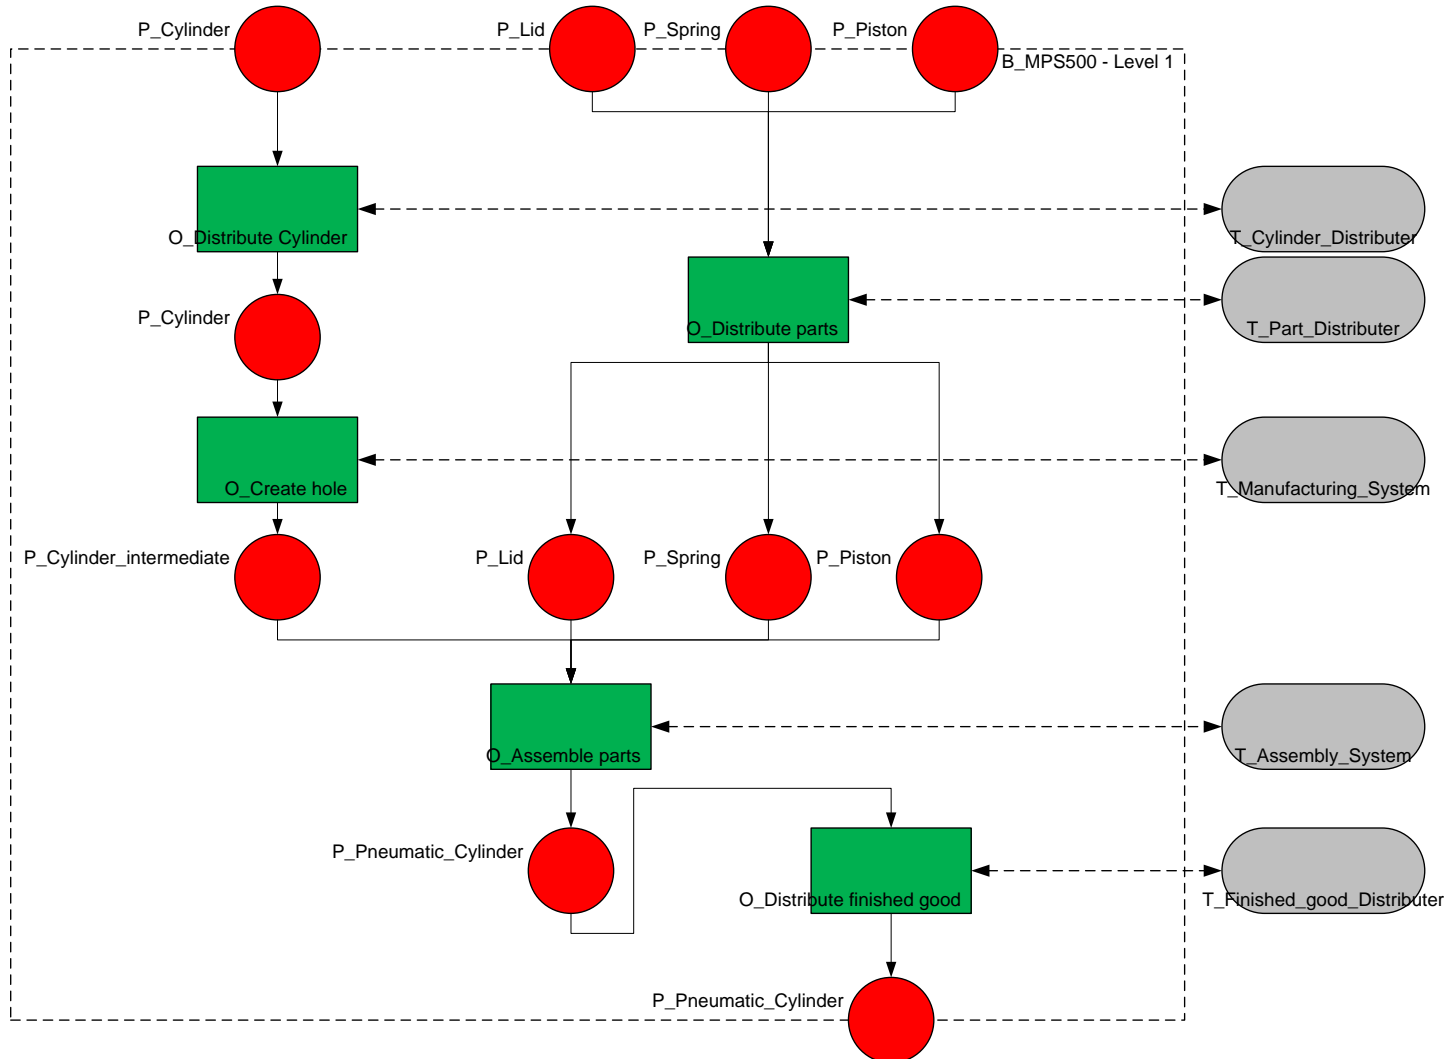 P_Cylinder
P_Lid
P_Spring
P_Piston
B_MPS500 - Level 1
O_Distribute Cylinder
T_Cylinder_Distributer
P_Cylinder
O_Distribute parts
T_Part_Distributer
O_Create hole
T_Manufacturing_System
P_Cylinder_intermediate
P_Lid
P_Spring
P_Piston
O_Assemble parts
T_Assembly_System
P_Pneumatic_Cylinder
O_Distribute finished good
T_Finished_good_Distributer
P_Pneumatic_Cylinder